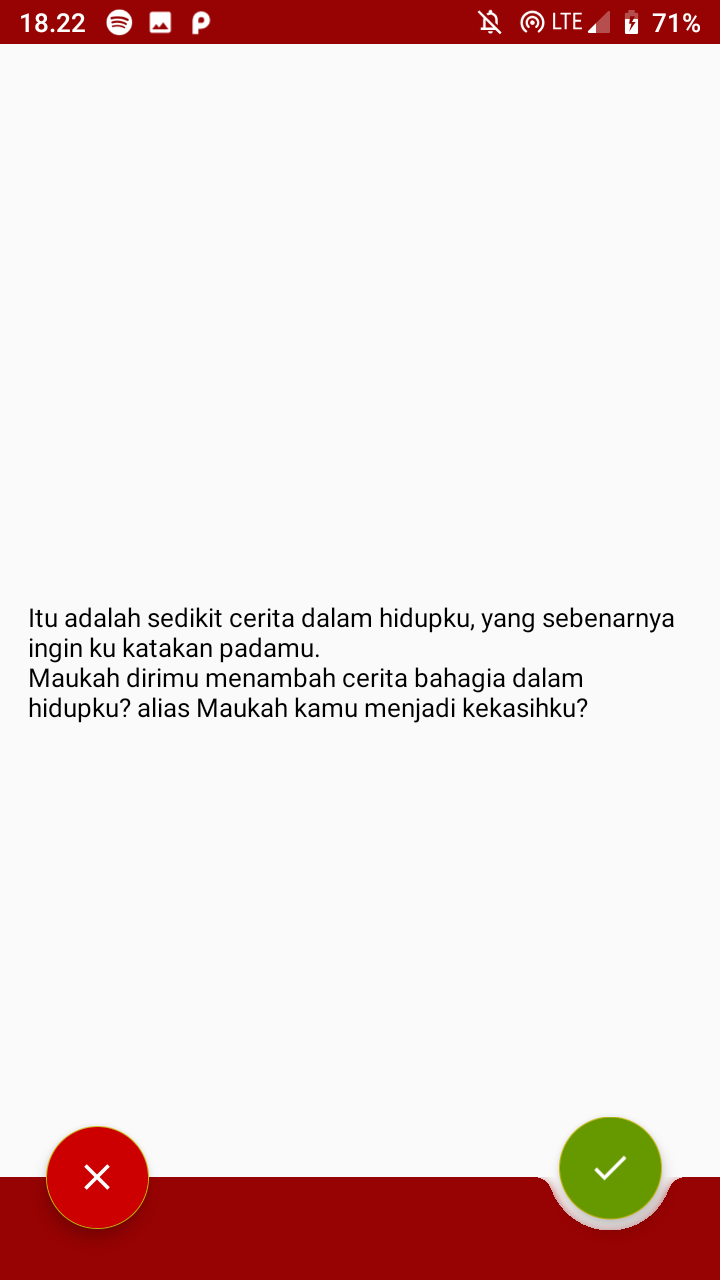 18.22 LTE 71%
Itu adalah sedikit cerita dalam hidupku, yang sebenarnya
ingin ku katakan padamu.
Maukah dirimu menambah cerita bahagia dalam
hidupku? alias Maukah kamu menjadi kekasihku?